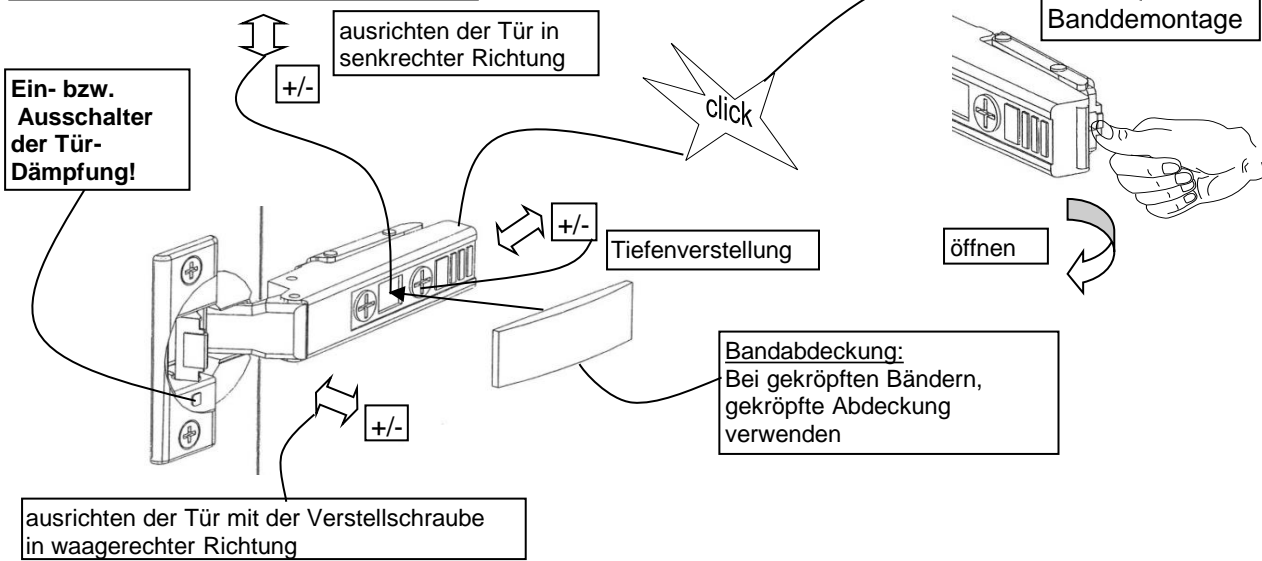 Banddemontage
ausrichten der Tür in
senkrechter Richtung
+/-
click
Ein- bzw.
Ausschalter
der Tür-
Dämpfung!
+/-
Tiefenverstellung
öffnen
Bandabdeckung:
Bei gekröpften Bändern,
gekröpfte Abdeckung
verwenden
+/-
ausrichten der Tür mit der Verstellschraube
in waagerechter Richtung